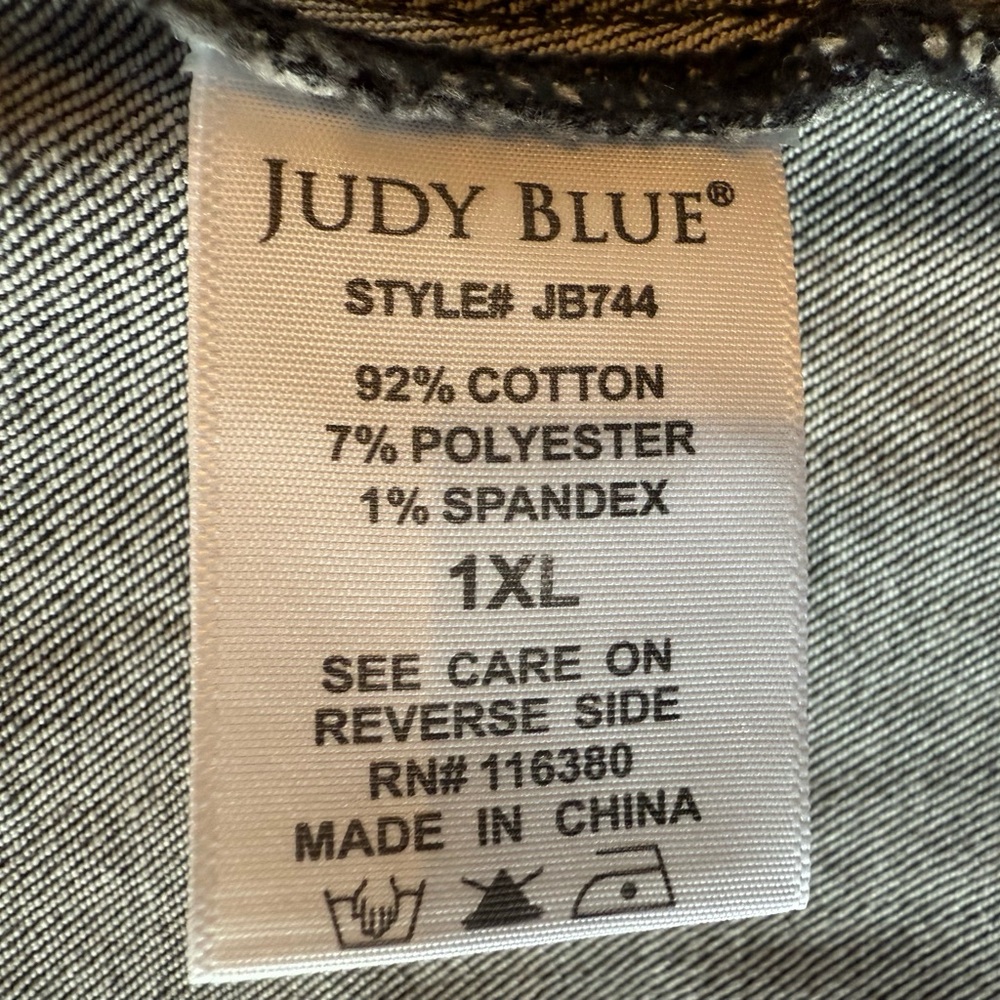 JUDY BLUE®
STYLE# JB744
92% COTTON
7% POLYESTER
1% SPANDEX
1XL
SEE CARE ON
REVERSE SIDE
RN# 116380
MADE IN CHINA